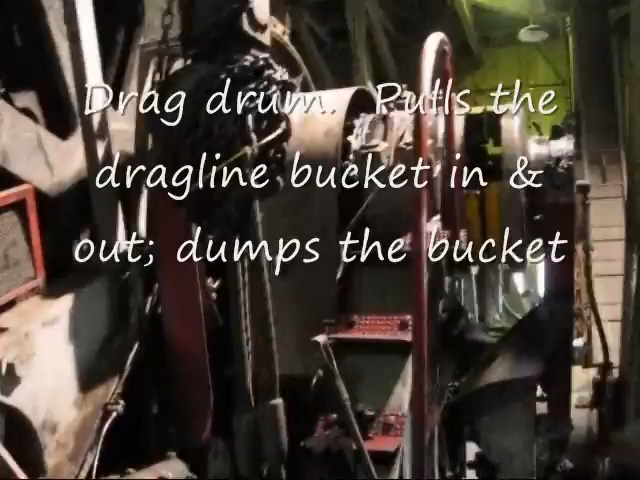 Drag drum. Pulls the
dragline bucket in &
out; dumps the bucket